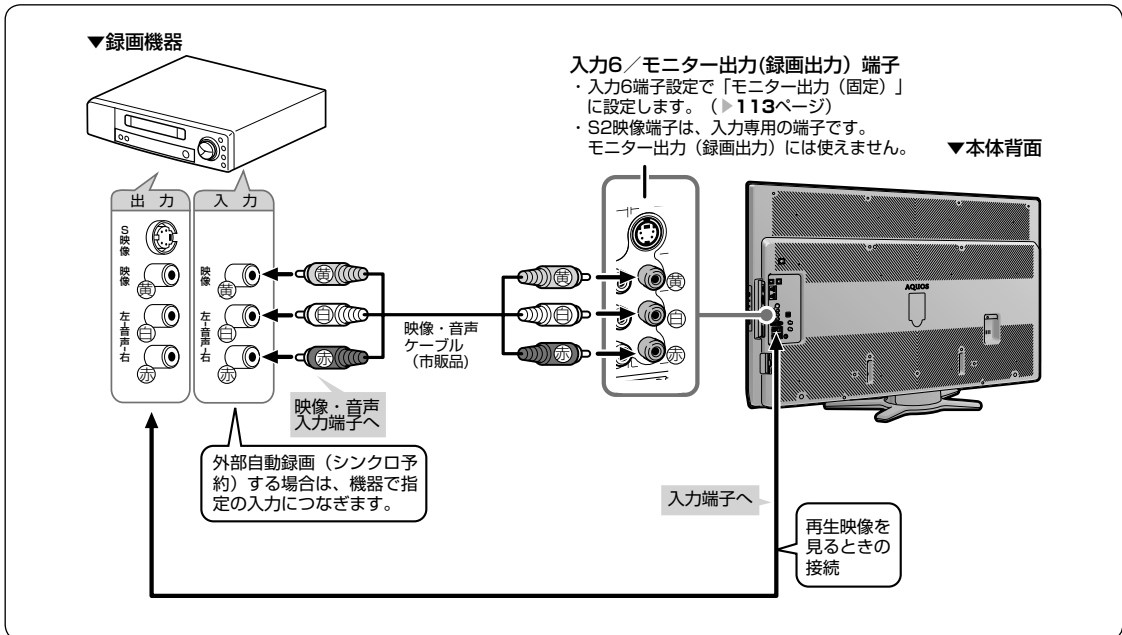 ▼録画機器
入力6／モニター出力(録画出力）端子
・入力6端子設定で「モニター出力（固定）」
に設定します。（▶113ページ）
・S2映像端子は、入力専用の端子です。
モニター出力（録画出力）には使えません。
▼本体背面
出 力
入 力
S映像
映像
黄
左－音声－右
白
赤
映像
黄
左－音声－右
白
赤
黄
白
赤
映像・音声
ケーブル
（市販品）
黄
白
赤
黄
白
赤
AQUOS
映像・音声
入力端子へ
外部自動録画（シンクロ予
約）する場合は、機器で指
定の入力につなぎます。
入力端子へ
再生映像を
見るときの
接続